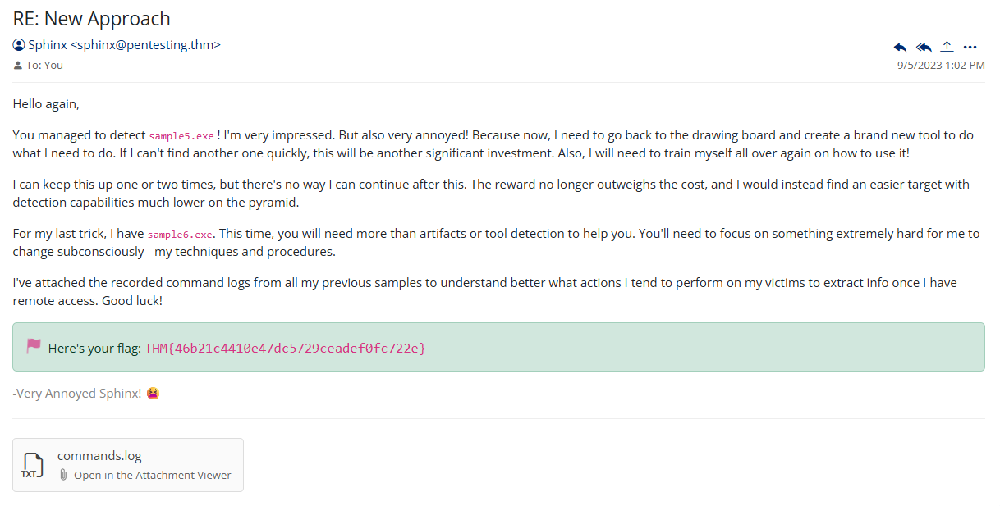 RE: New Approach
Sphinx <sphinx@pentesting.thm>
To: You
9/5/2023 1:02 PM
Hello again,
You managed to detect sample5.exe ! I'm very impressed. But also very annoyed! Because now, I need to go back to the drawing board and create a brand new tool to do
what I need to do. If I can't find another one quickly, this will be another significant investment. Also, I will need to train myself all over again on how to use it!
I can keep this up one or two times, but there's no way I can continue after this. The reward no longer outweighs the cost, and I would instead find an easier target with
detection capabilities much lower on the pyramid.
For my last trick, I have sample6.exe. This time, you will need more than artifacts or tool detection to help you. You'll need to focus on something extremely hard for me to
change subconsciously - my techniques and procedures.
I've attached the recorded command logs from all my previous samples to understand better what actions I tend to perform on my victims to extract info once I have
remote access. Good luck!
Here's your flag: THM{46b21c4410e47dc5729ceadef0fc722e}
-Very Annoyed Sphinx! 😫
commands.log
TXT
Open in the Attachment Viewer